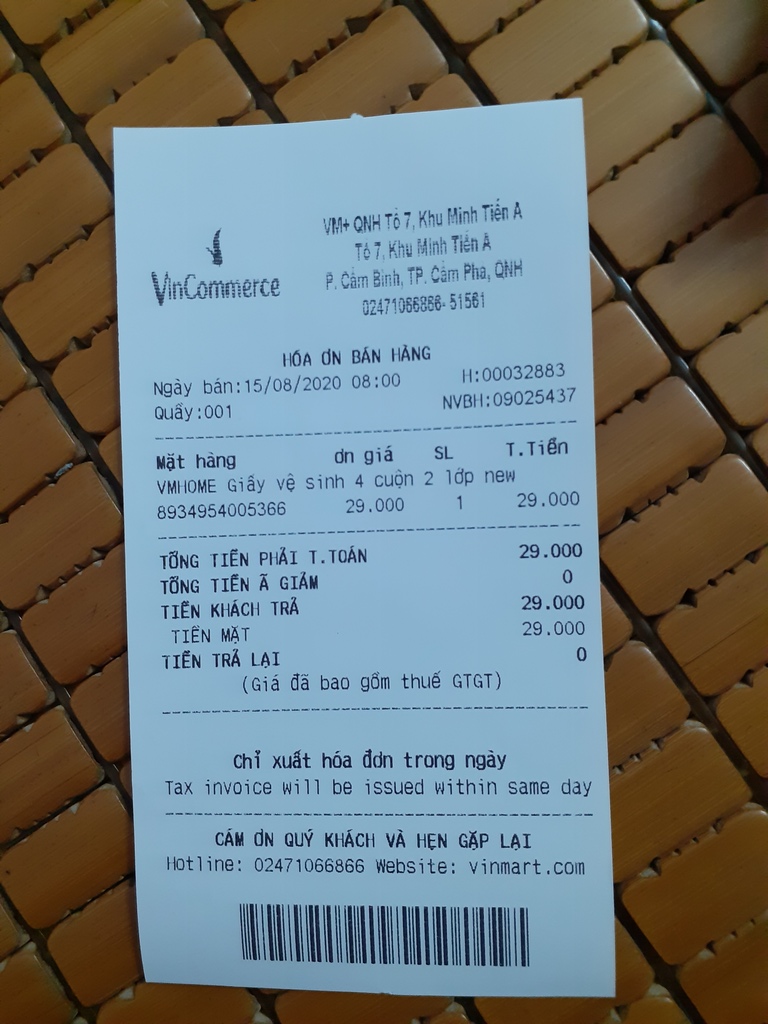 VinCommerce
VM+ QNH Tổ 7, Khu Minh Tiến A
Tổ 7, Khu Minh Tiến A
P. Cẩm Bình, TP. Cẩm Phả, QNH
02471066866-51561
HÓA ƠN BÁN HÀNG
Ngày bán:15/08/2020 08:00 H:00032883
Quầy:001 NVBH:09025437
Mặt hàng ơn giá SL T.Tiền
VMHOME Giấy vệ sinh 4 cuộn 2 lớp new
8934954005366 29.000 1 29.000
TỔNG TIỀN PHẢI T.TOÁN 29.000
TỔNG TIỀN Ã GIẢM 0
TIỀN KHÁCH TRẢ 29.000
TIỀN MẶT 29.000
TIỀN TRẢ LẠI 0
(Giá đã bao gồm thuế GTGT)
Chỉ xuất hóa đơn trong ngày
Tax invoice will be issued within same day
CẢM ƠN QUÝ KHÁCH VÀ HẸN GẶP LẠI
Hotline: 02471066866 Website: vinmart.com